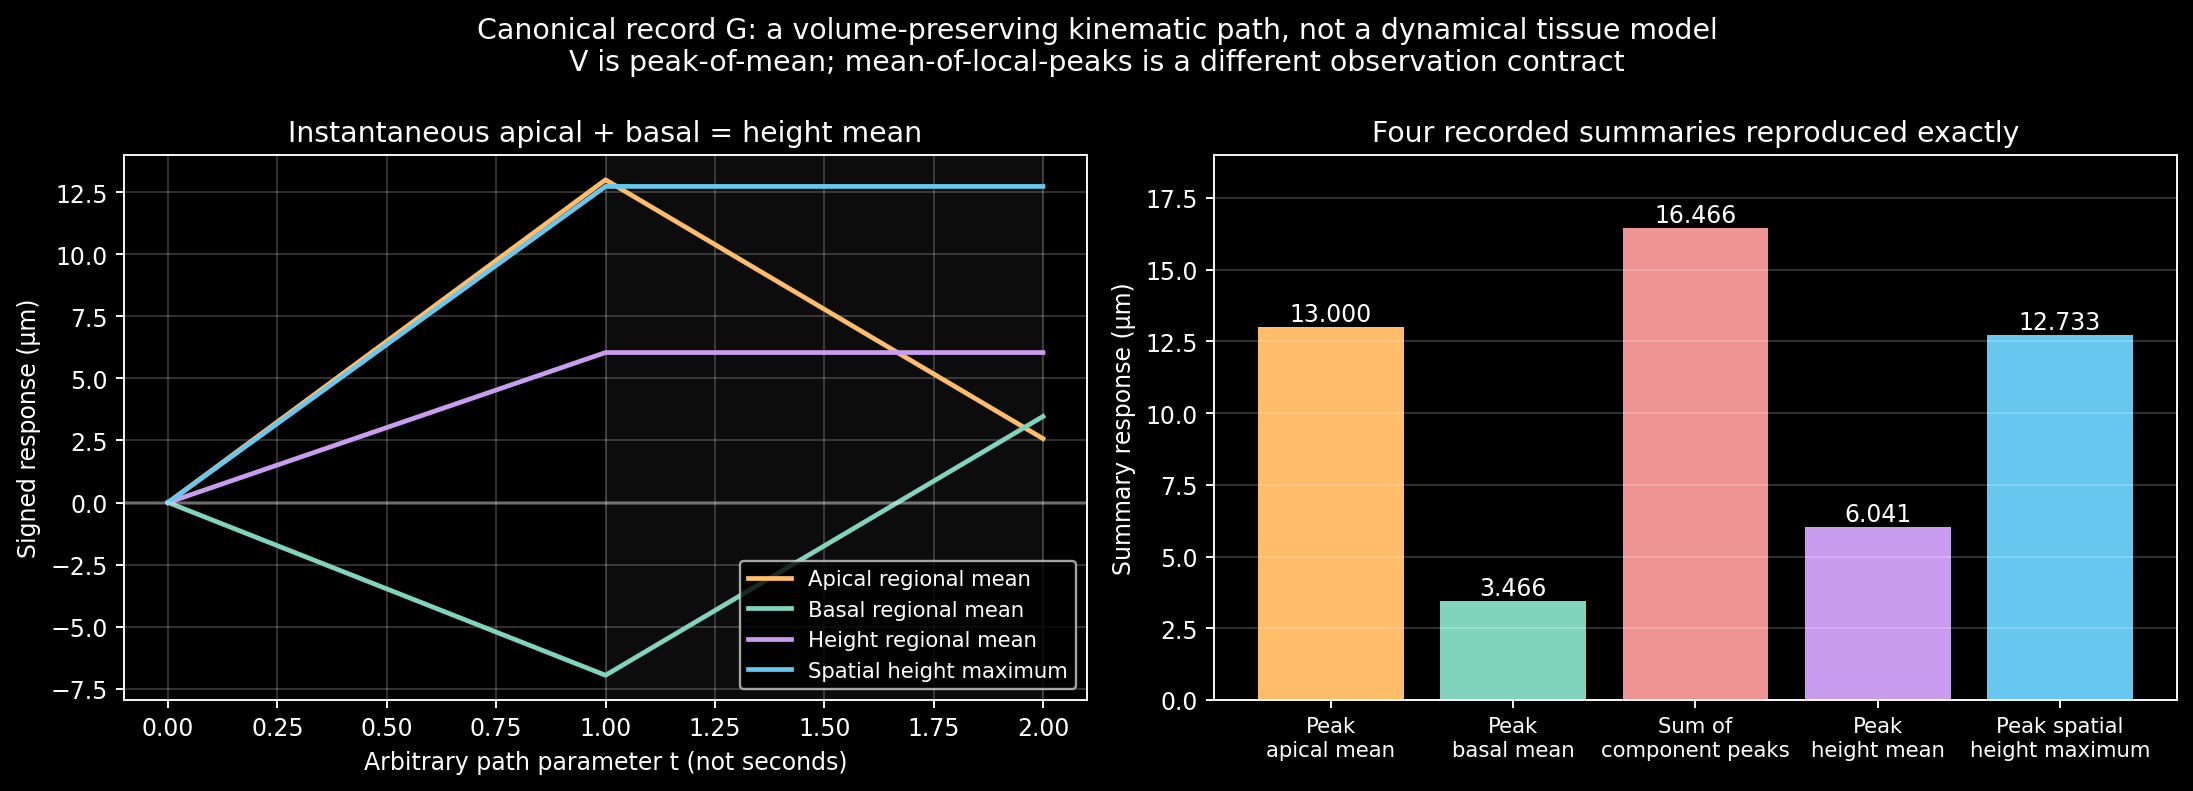 Canonical record G: a volume-preserving kinematic path, not a dynamical tissue model
V is peak-of-mean; mean-of-local-peaks is a different observation contract
Instantaneous apical + basal = height mean
Signed response (µm)
12.5
10.0
7.5
5.0
2.5
0.0
−2.5
−5.0
−7.5
0.00
0.25
0.50
0.75
1.00
1.25
1.50
1.75
2.00
Arbitrary path parameter t (not seconds)
Apical regional mean
Basal regional mean
Height regional mean
Spatial height maximum
Four recorded summaries reproduced exactly
Summary response (µm)
17.5
15.0
12.5
10.0
7.5
5.0
2.5
0.0
13.000
3.466
16.466
6.041
12.733
Peak
apical mean
Peak
basal mean
Sum of
component peaks
Peak
height mean
Peak spatial
height maximum